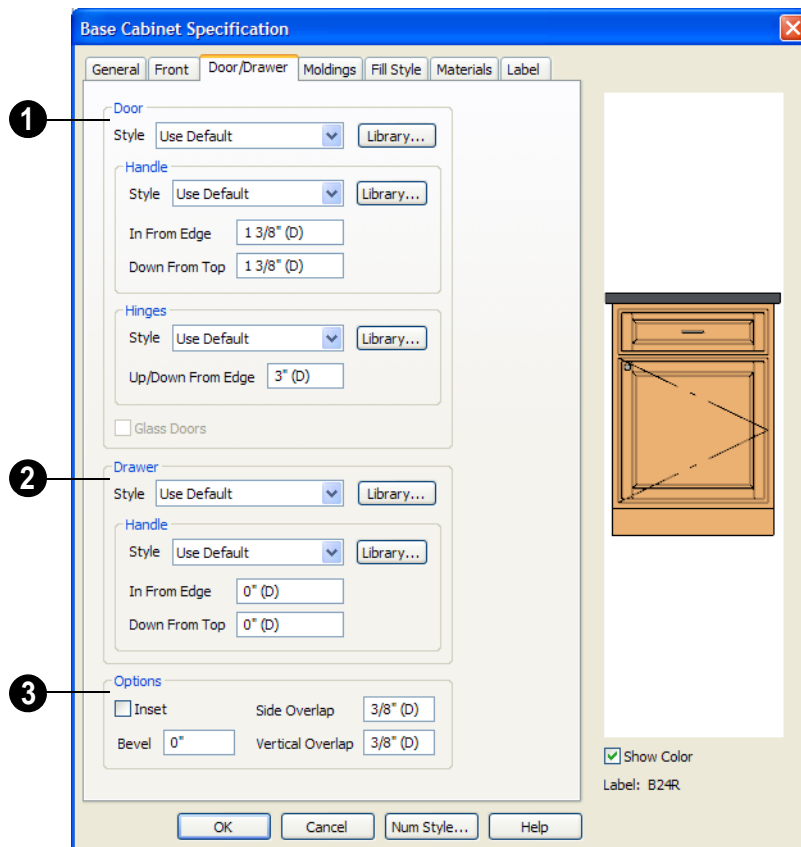 Base Cabinet Specification
General Front Door/Drawer Moldings Fill Style Materials Label
1
Door
Style Use Default Library...
Handle
Style Use Default Library...
In From Edge 1 3/8" (D)
Down From Top 1 3/8" (D)
Hinges
Style Use Default Library...
Up/Down From Edge 3" (D)
Glass Doors
2
Drawer
Style Use Default Library...
Handle
Style Use Default Library...
In From Edge 0" (D)
Down From Top 0" (D)
3
Options
Inset Side Overlap 3/8" (D)
Bevel 0" Vertical Overlap 3/8" (D)
Show Color
Label: B24R
OK Cancel Num Style... Help